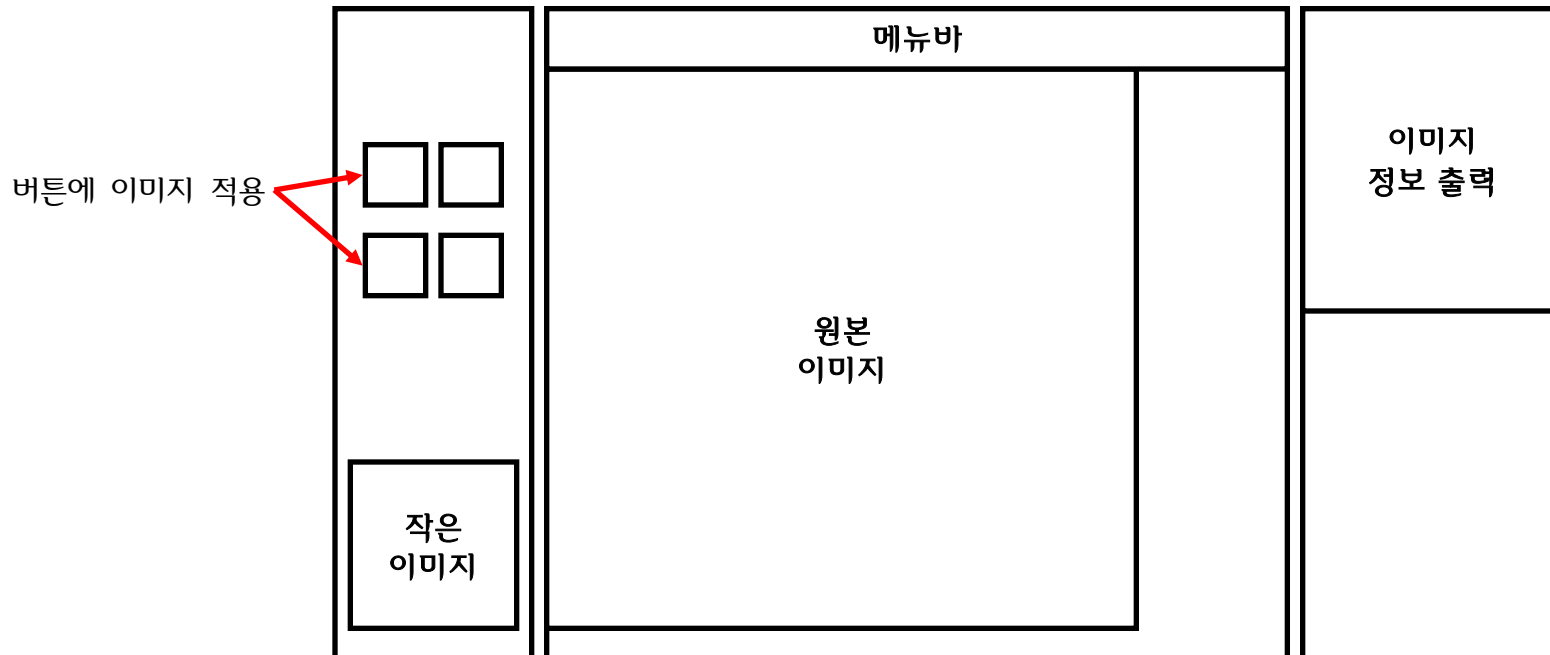 메뉴바
이미지
정보 출력
버튼에 이미지 적용
원본
이미지
작은
이미지